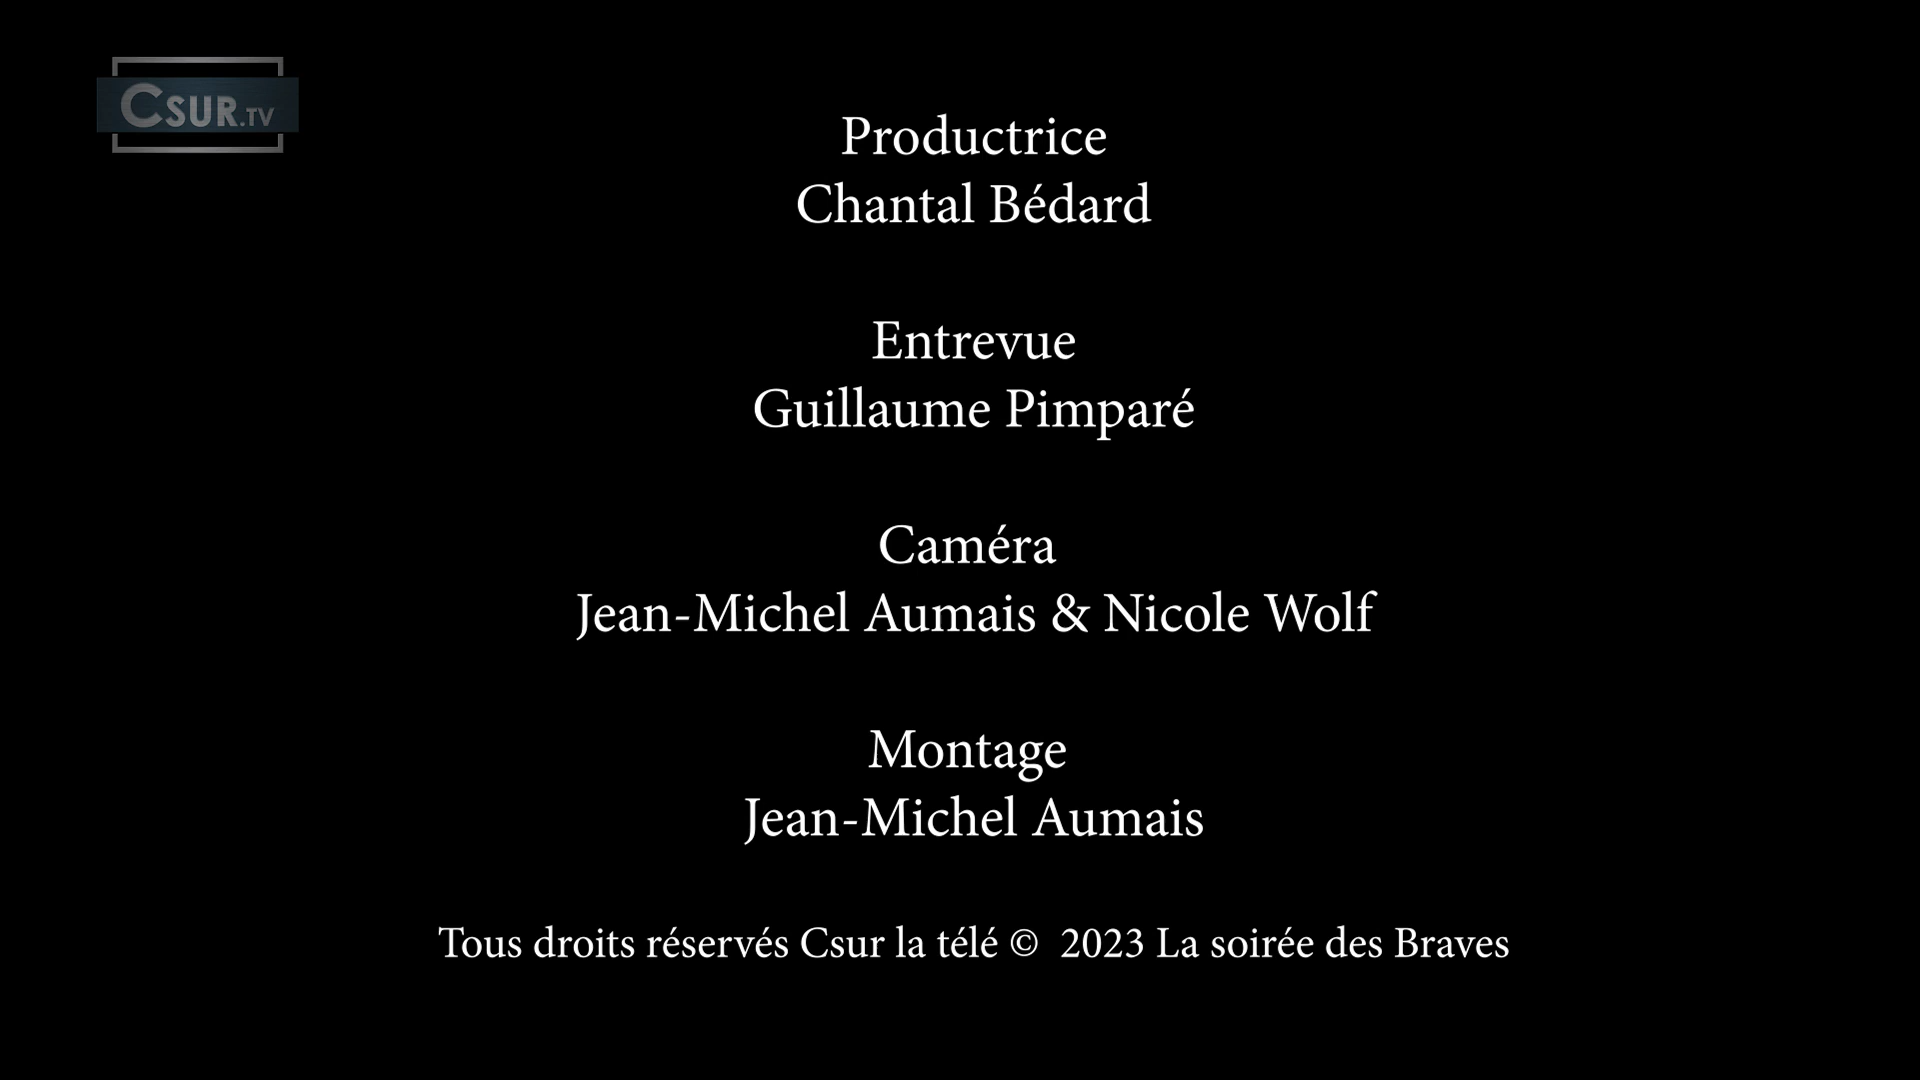 CSUR.TV
Productrice
Chantal Bédard
Entrevue
Guillaume Pimparé
Caméra
Jean-Michel Aumais & Nicole Wolf
Montage
Jean-Michel Aumais
Tous droits réservés Csur la télé ©  2023 La soirée des Braves